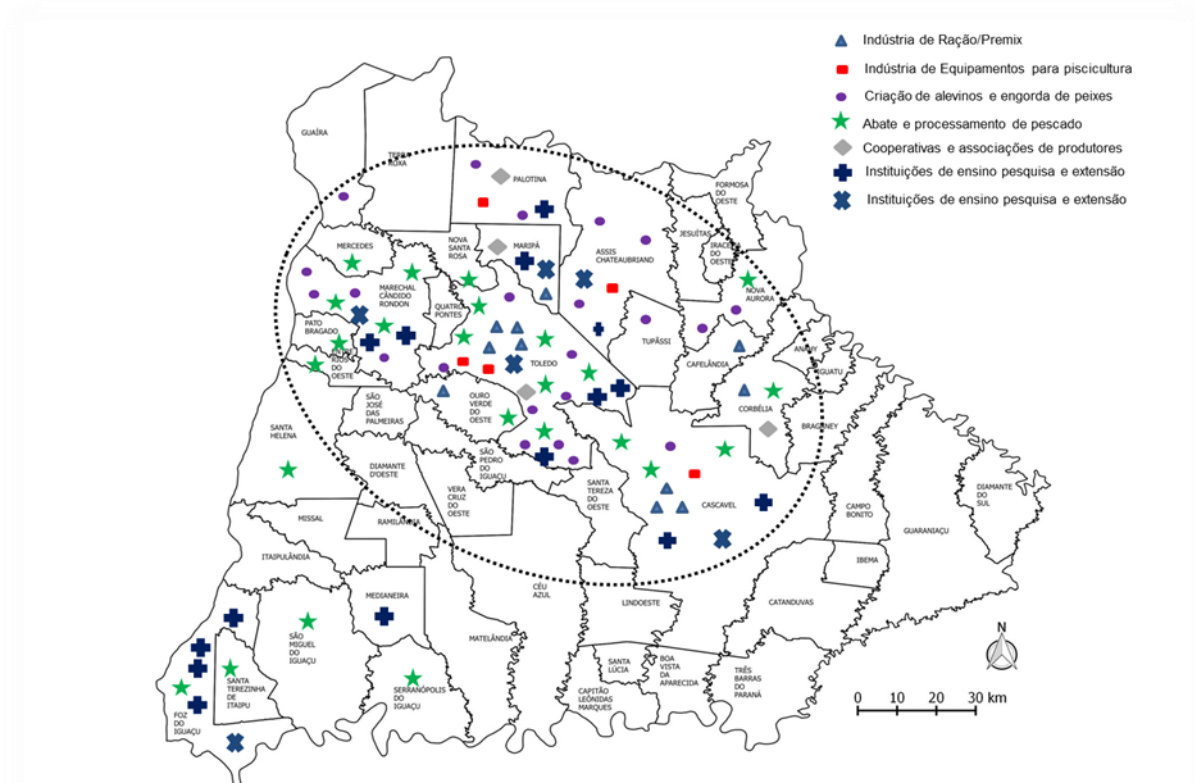 Indústria de Ração/Premix
Indústria de Equipamentos para piscicultura
Criação de alevinos e engorda de peixes
Abate e processamento de pescado
Cooperativas e associações de produtores
Instituições de ensino pesquisa e extensão
Instituições de ensino pesquisa e extensão
GUAÍRA
ROXA
PALOTINA
FORMOSA
DO
OESTE
JESUÍTAS
IRACEMA
DO
OESTE
MERCEDES
NOVA
SANTA
ROSA
MARIPÁ
ASSIS
CHATEAUBRIAND
NOVA
AURORA
MARECHAL
CÂNDIDO
RONDON
QUATRO
PONTES
PATO
BRAGADO
RIOS
DO
OESTE
TOLEDO
TUPÃSSI
CAFELÂNDIA
ANAHY
IGUATU
CORBÉLIA
BRAGANEY
OURO
VERDE
DO
OESTE
SÃO
JOSÉ
DAS
PALMEIRAS
SANTA
HELENA
DIAMANTE
D'OESTE
SÃO
PEDRO
DO
IGUAÇU
VERA
CRUZ
DO
OESTE
SANTA
TEREZA
DO
OESTE
CASCAVEL
CAMPO
BONITO
GUARANIAÇU
DIAMANTE
DO
SUL
MISSAL
RAMILÂNDIA
ITAIPULÂNDIA
IBEMA
MEDIANEIRA
CÉU
AZUL
LINDOESTE
CATANDUVAS
SÃO
MIGUEL
DO
IGUAÇU
MATELÂNDIA
SANTA
LÚCIA
BOA
VISTA
DA
APARECIDA
TRÊS
BARRAS
DO
PARANÁ
SANTA
TEREZINHA
DE
ITAIPU
SERRANÓPOLIS
DO
IGUAÇU
CAPITÃO
LEÔNIDAS
MARQUES
FOZ
DO
IGUAÇU
N
0 10 20 30 km